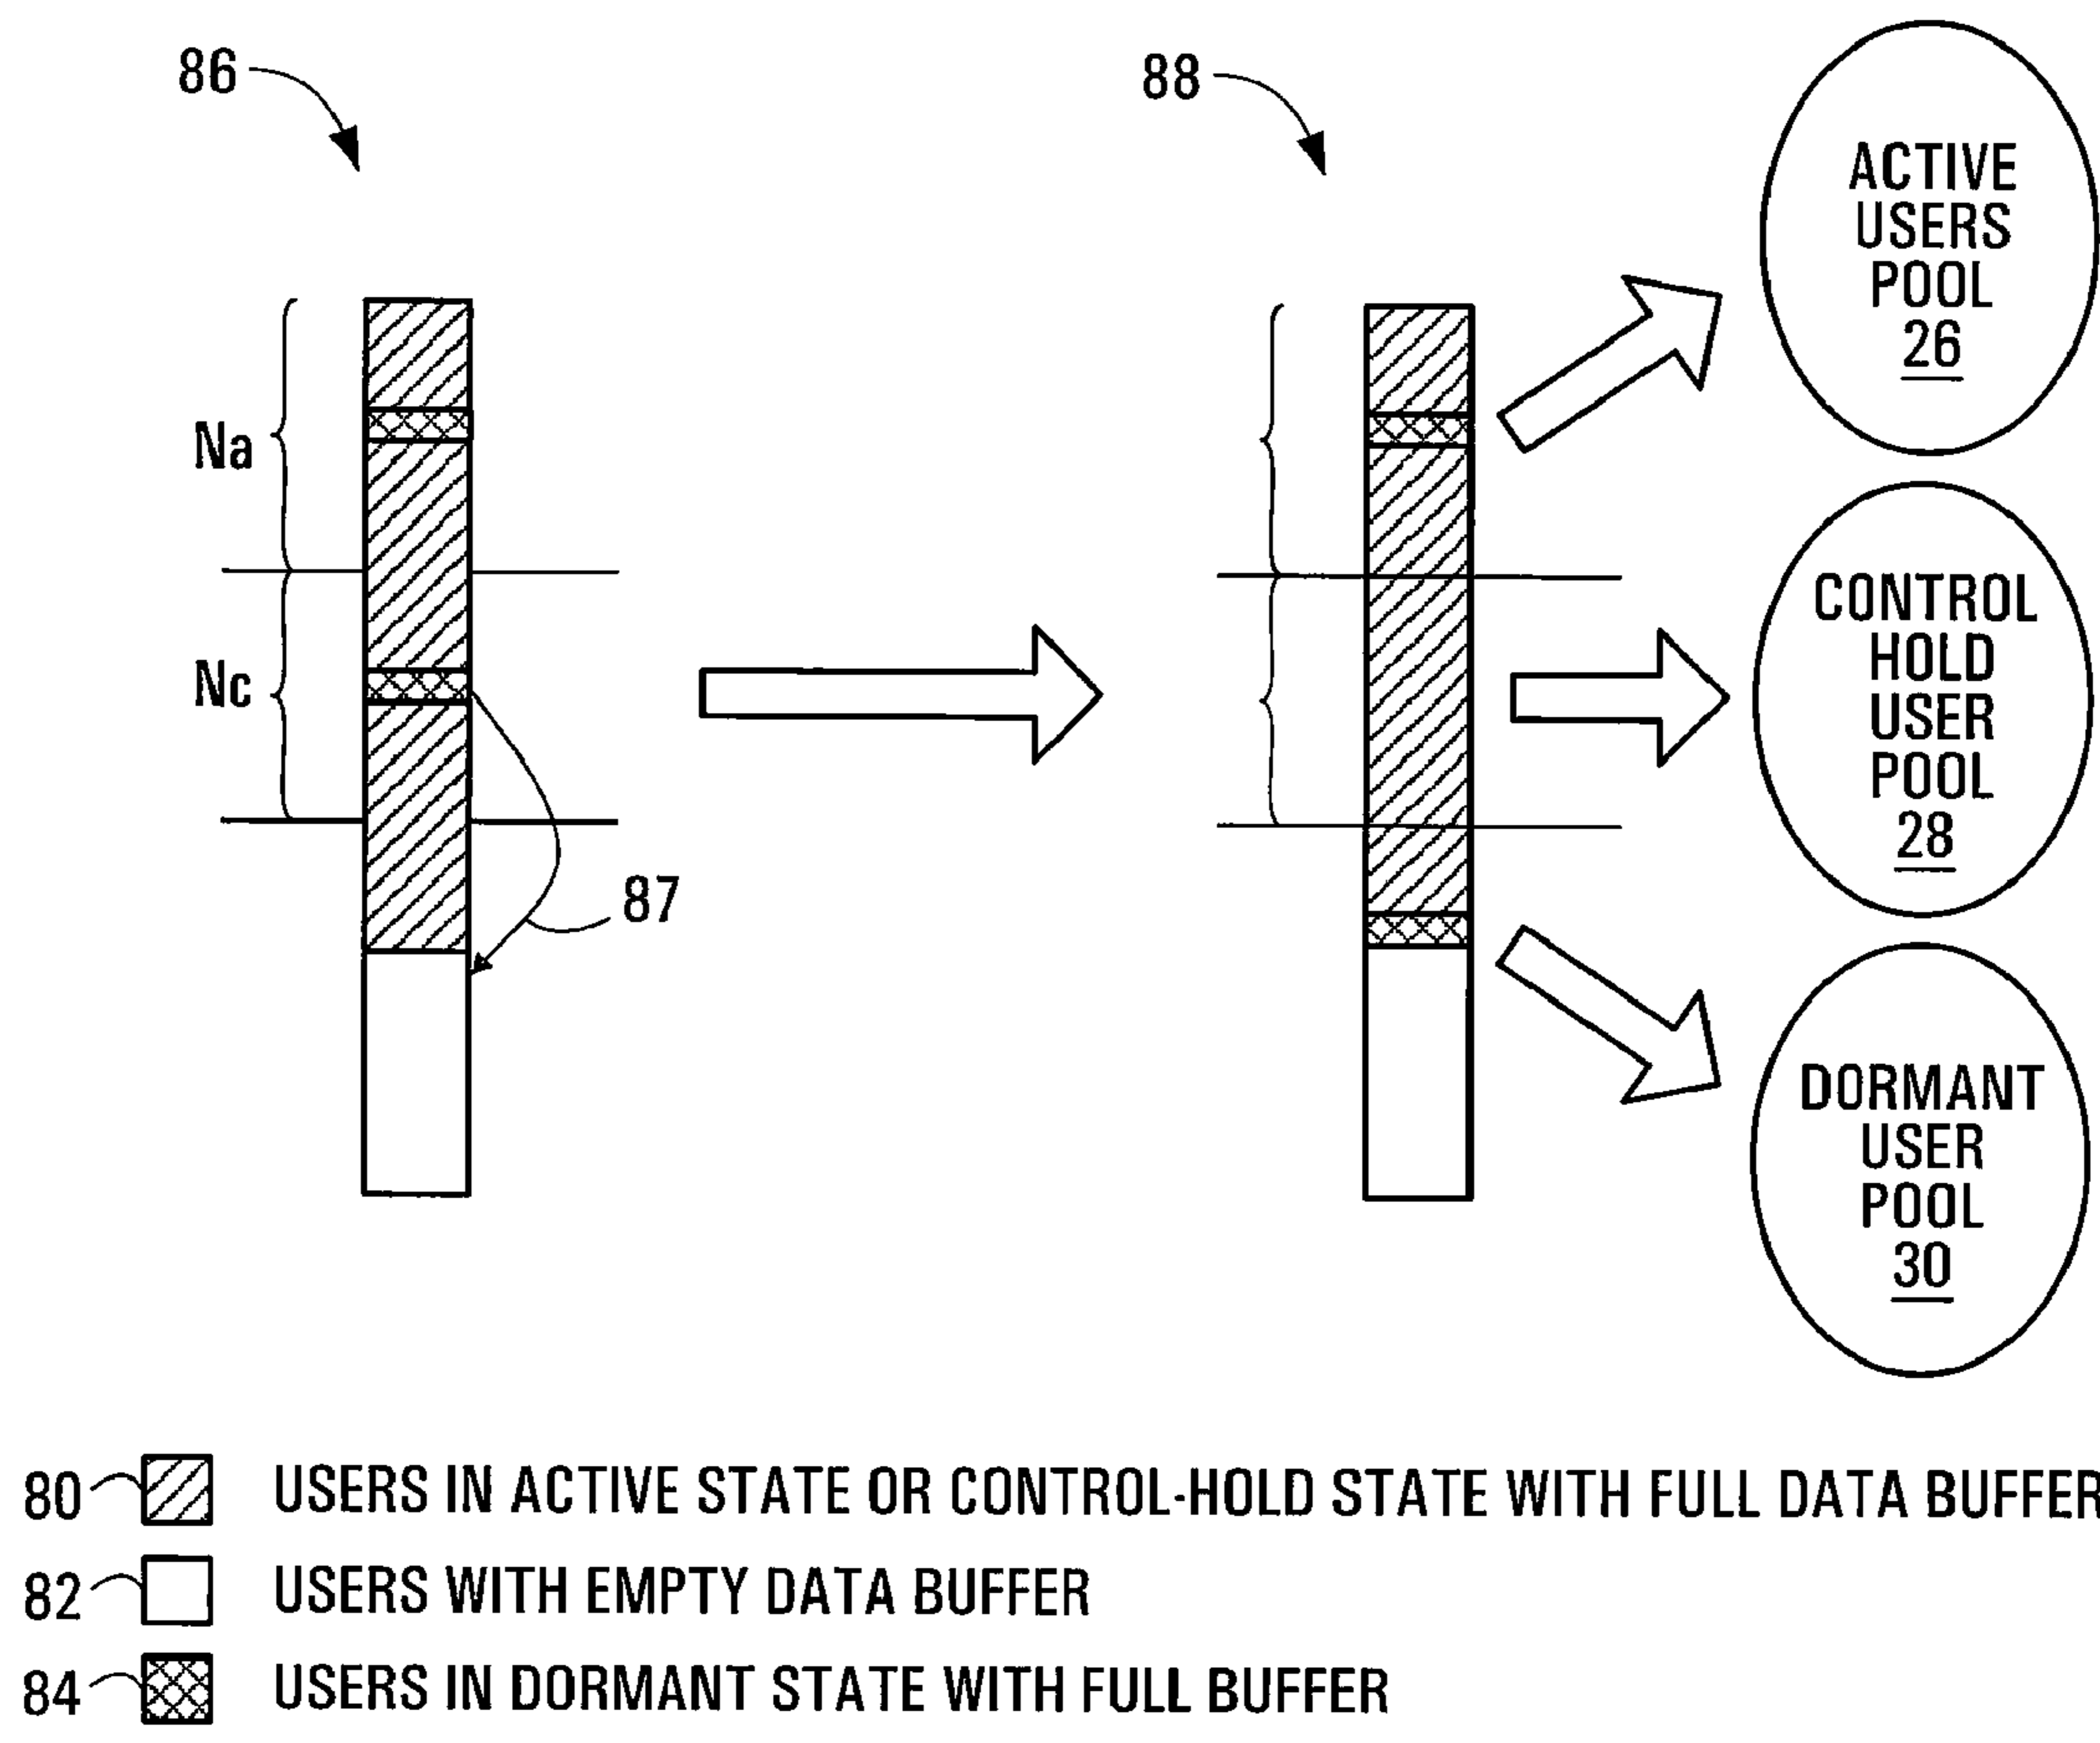 86
88
ACTIVE
USERS
POOL
26
Na
Nc
CONTROL
HOLD
USER
POOL
28
87
DORMANT
USER
POOL
30
80 USERS IN ACTIVE STATE OR CONTROL-HOLD STATE WITH FULL DATA BUFFER
82 USERS WITH EMPTY DATA BUFFER
84 USERS IN DORMANT STATE WITH FULL BUFFER